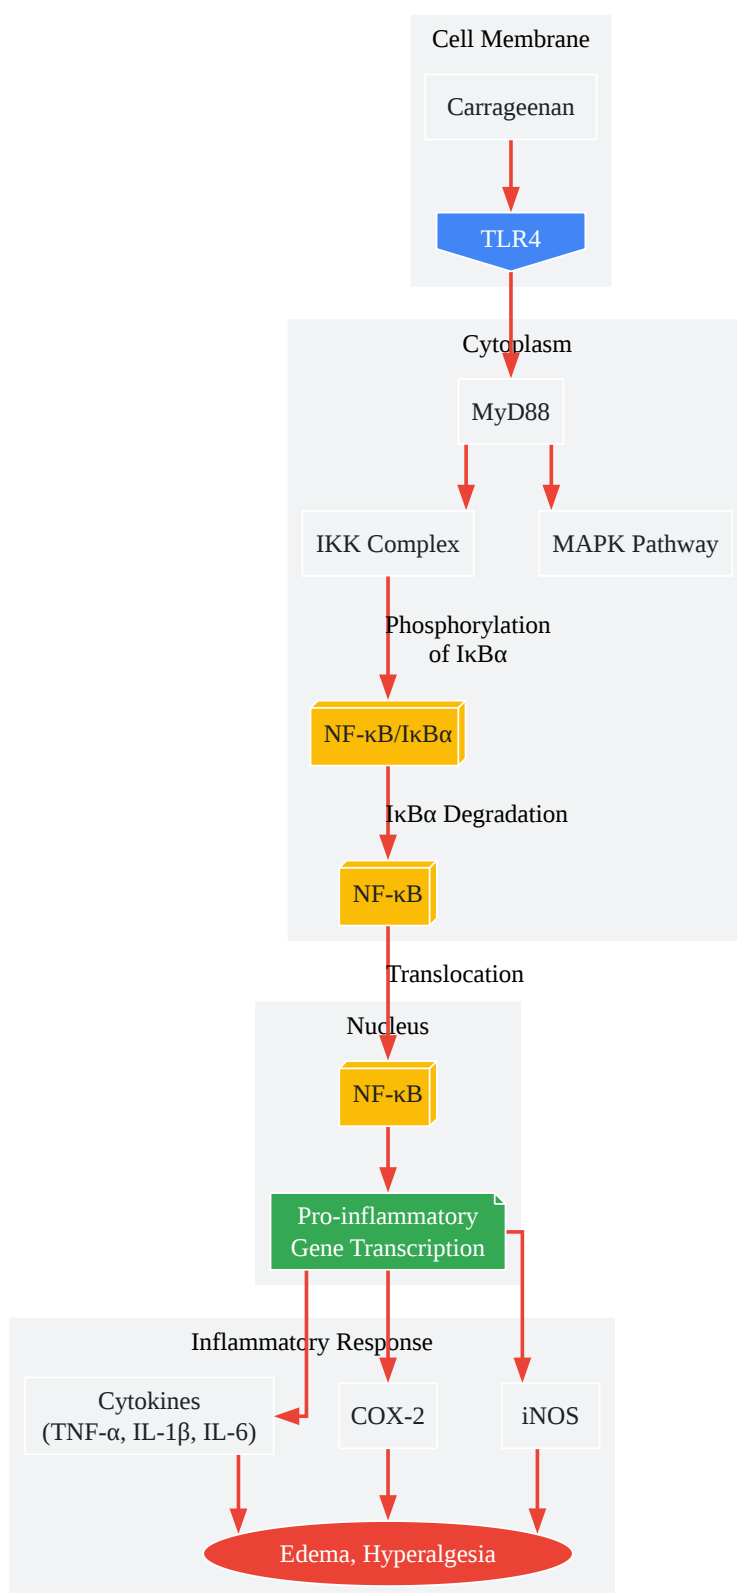 Cell Membrane
Carrageenan
TLR4
Cytoplasm
MyD88
IKK Complex
MAPK Pathway
Phosphorylation
of IκBα
NF-κB/IκBα
IκBα Degradation
NF-κB
Translocation
Nucleus
NF-κB
Pro-inflammatory
Gene Transcription
Inflammatory Response
Cytokines
(TNF-α, IL-1β, IL-6)
COX-2
iNOS
Edema, Hyperalgesia